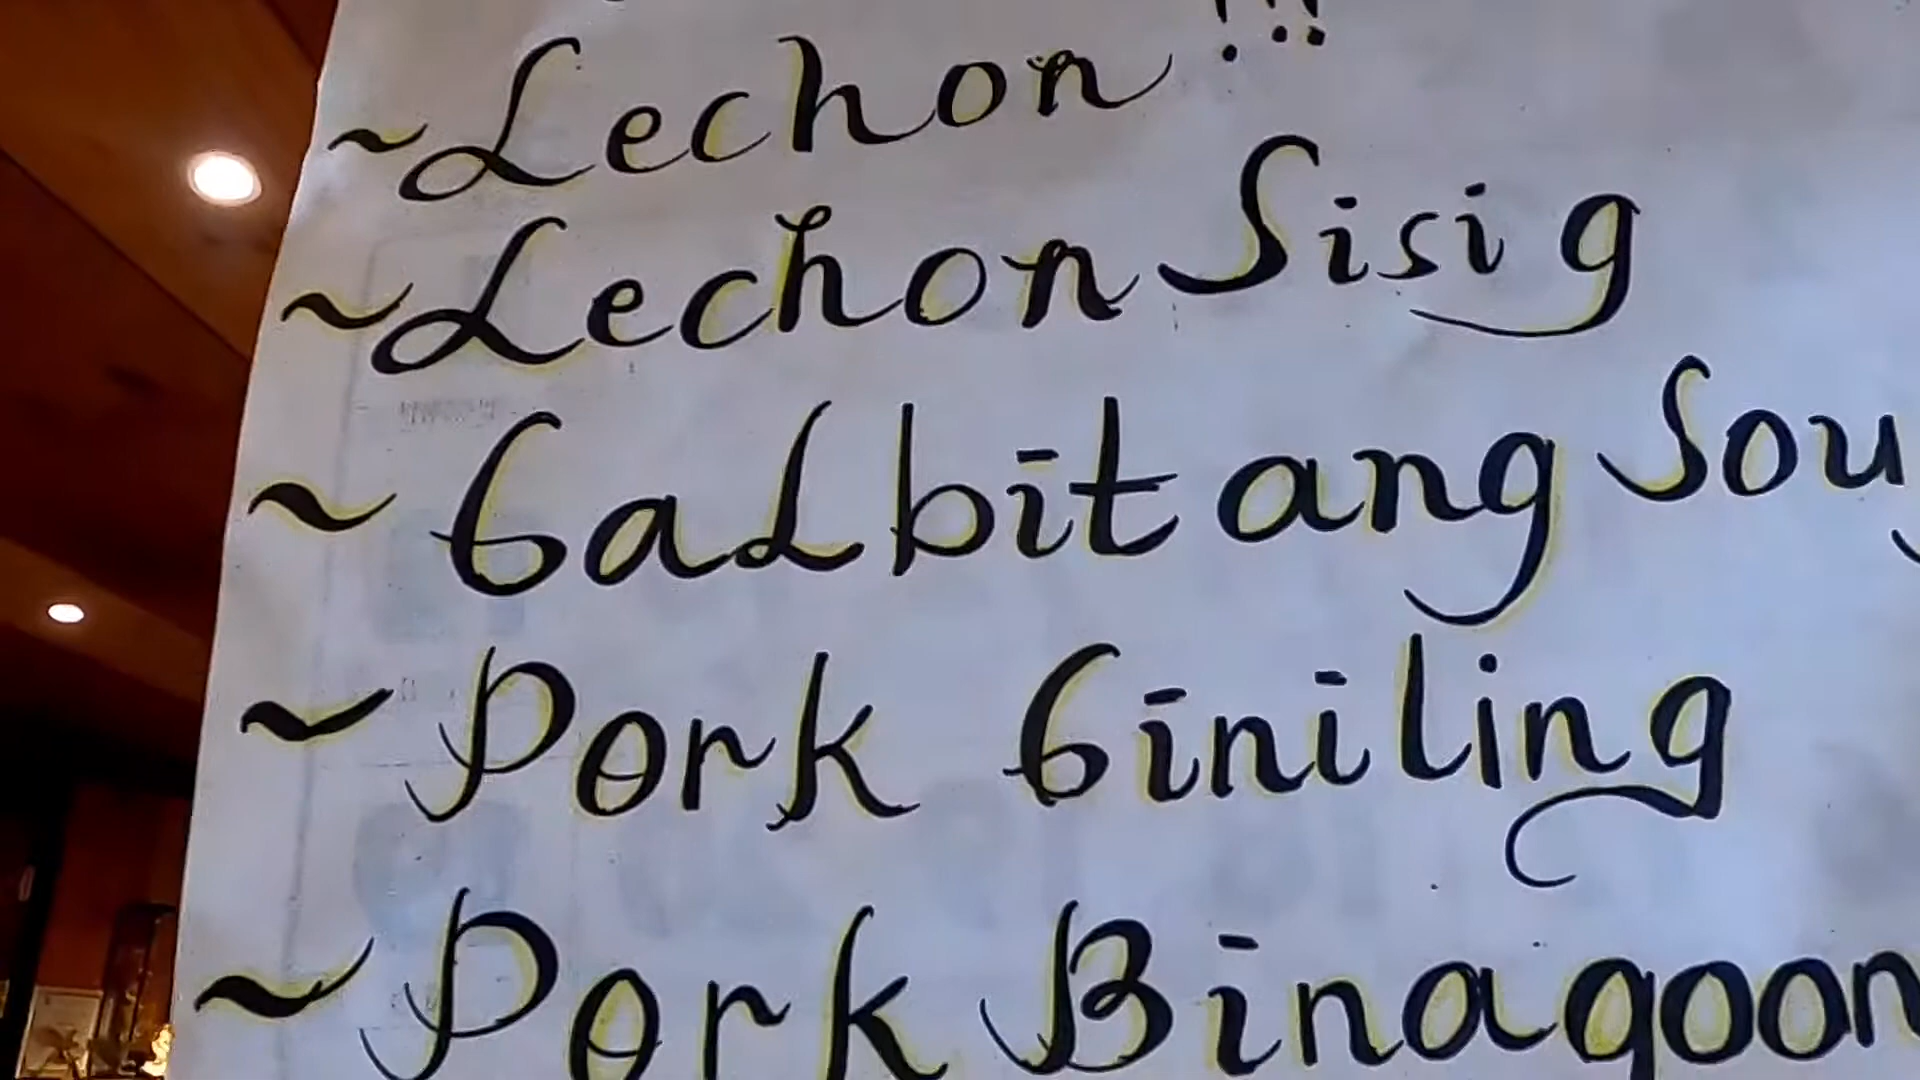 ~Lechon !!!
~Lechon Sisig
~GaLbitang Sou
~Pork Giniling
~Pork Binagoon